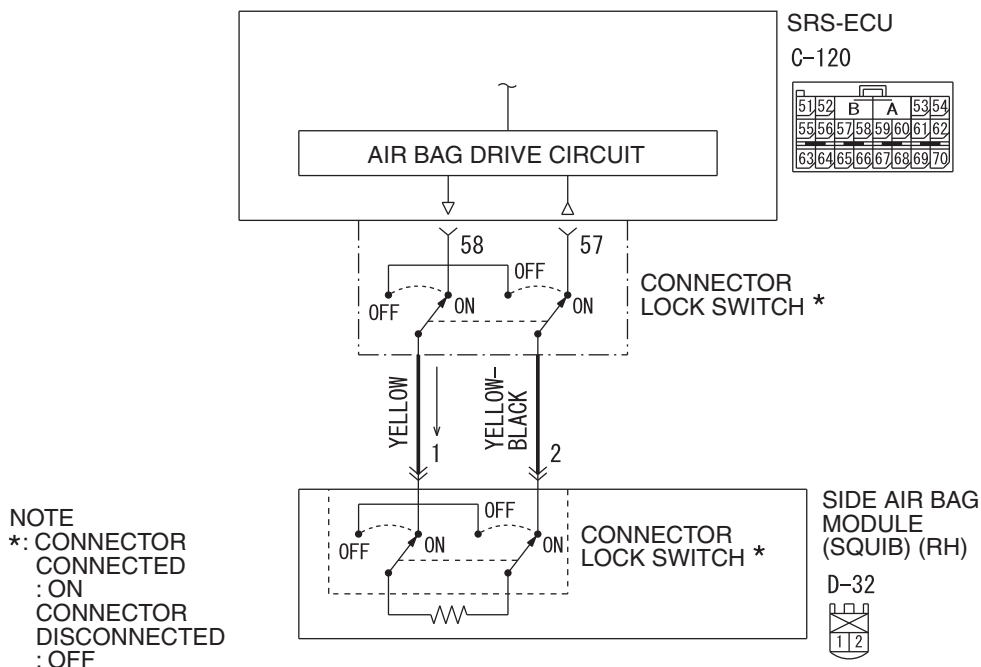 SRS-ECU
C-120
51 52 B A 53 54
55 56 57 58 59 60 61 62
63 64 65 66 67 68 69 70
AIR BAG DRIVE CIRCUIT
58
57
OFF
OFF
ON
ON
CONNECTOR
LOCK SWITCH *
YELLOW
1
YELLOW-
BLACK
2
OFF
OFF
ON
ON
CONNECTOR
LOCK SWITCH *
SIDE AIR BAG
MODULE
(SQUIB) (RH)
D-32
1 2
NOTE
*: CONNECTOR
CONNECTED
: ON
CONNECTOR
DISCONNECTED
: OFF